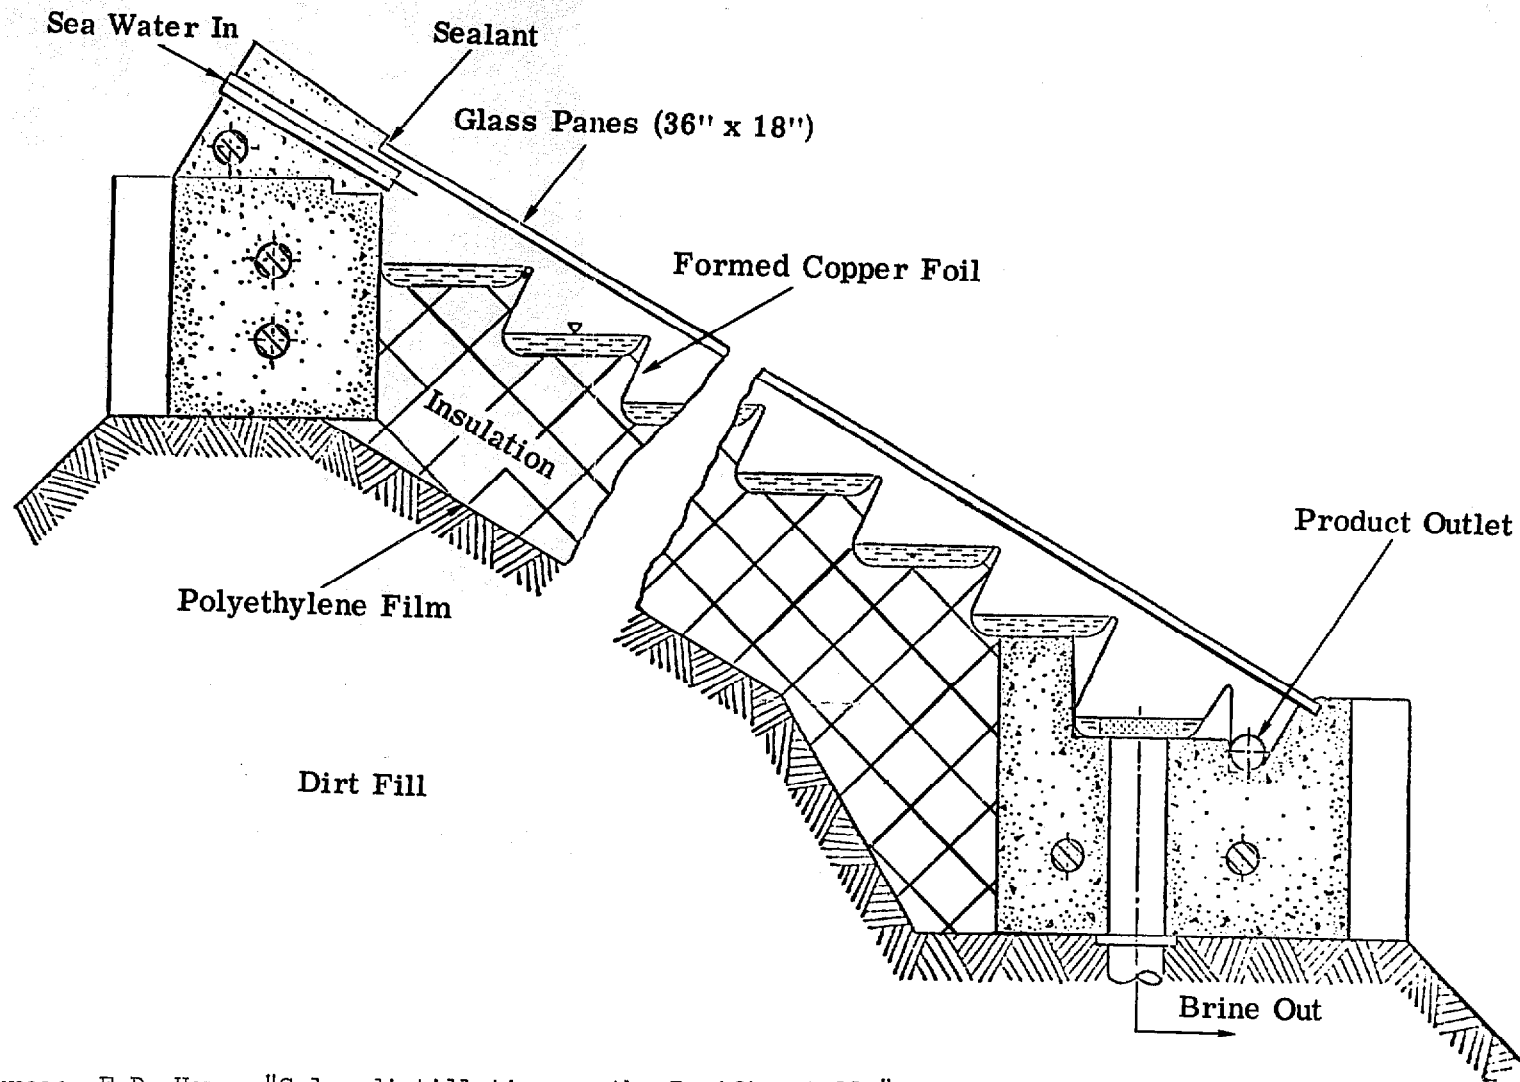 Sea Water In
Sealant
Glass Panes (36" x 18")
Formed Copper Foil
Insulation
Product Outlet
Polyethylene Film
Dirt Fill
Brine Out